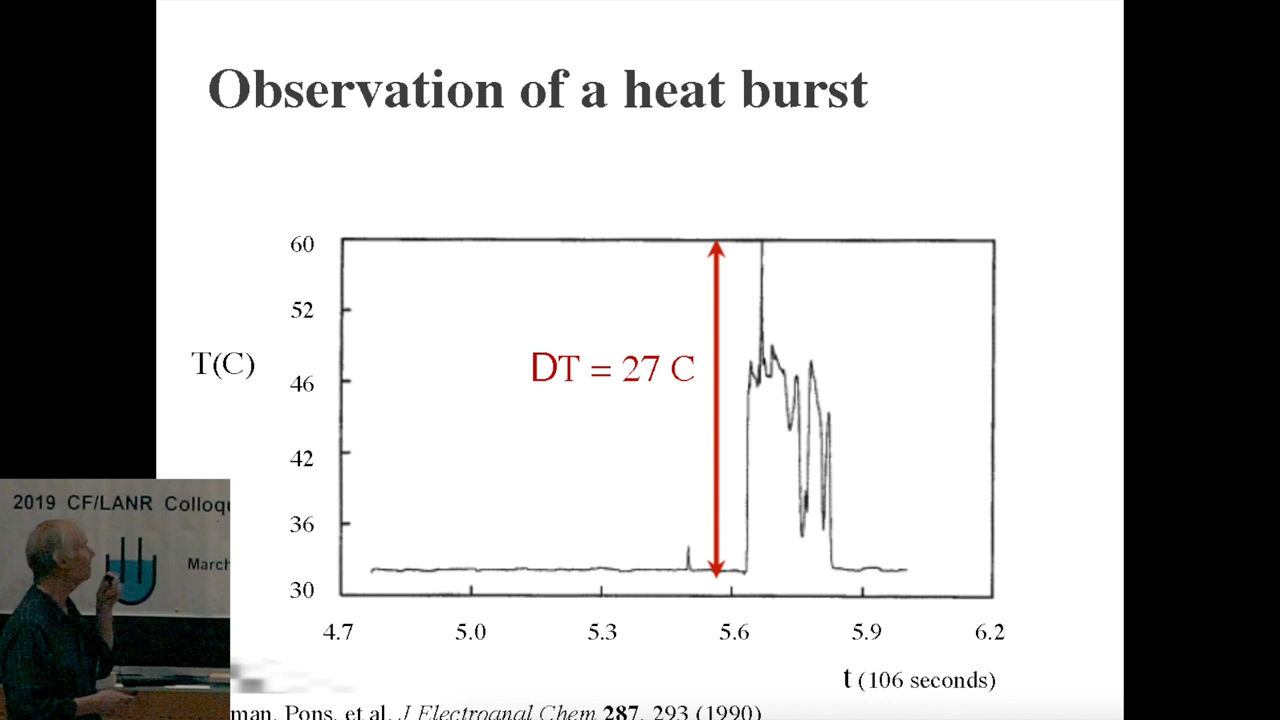 Observation of a heat burst
60
52
T(C)
DT = 27 C
46
42
36
30
4.7 5.0 5.3 5.6 5.9 6.2
t (106 seconds)
2019 CF/LANR Colloqu
March
man, Pons, et al. J Electroanal Chem 287, 293 (1990)